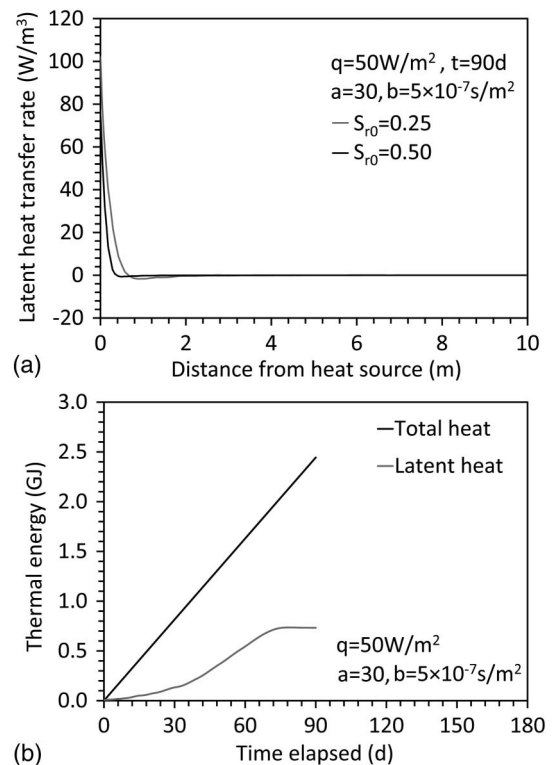 Latent heat transfer rate (W/m³)
120
100
80
60
40
20
0
-20
q=50W/m² , t=90d
a=30, b=5×10⁻⁷s/m²
S_r0=0.25
S_r0=0.50
0 2 4 6 8 10
(a) Distance from heat source (m)
Thermal energy (GJ)
3.0
2.5
2.0
1.5
1.0
0.5
0.0
Total heat
Latent heat
q=50W/m²
a=30, b=5×10⁻⁷s/m²
0 30 60 90 120 150 180
(b) Time elapsed (d)